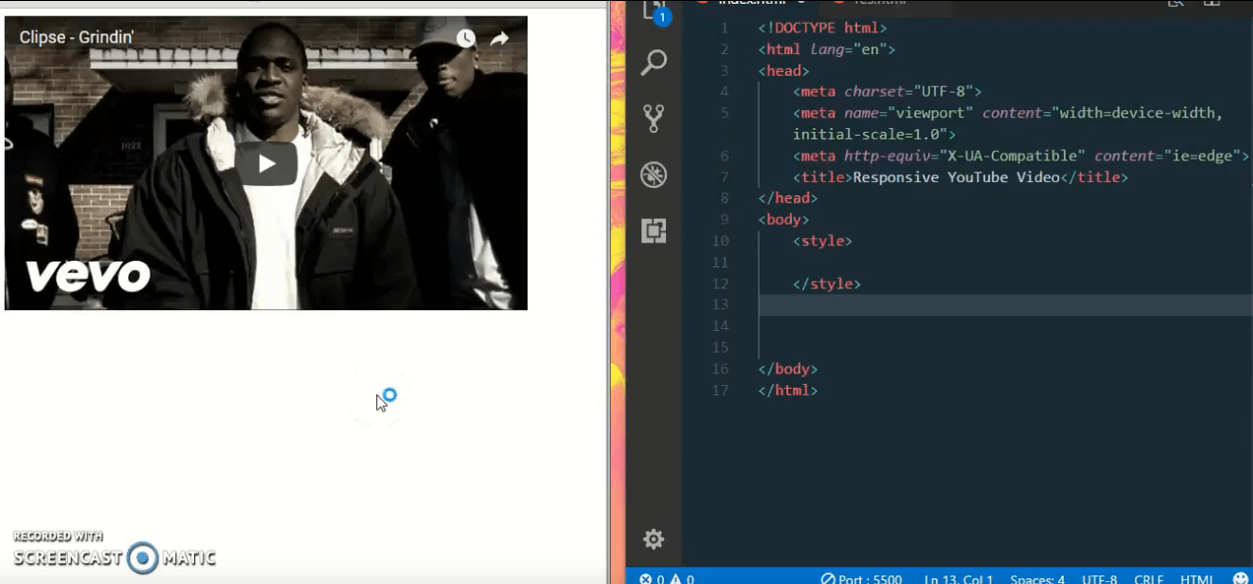 Clipse - Grindin'
1022
vevo
RECORDED WITH
SCREENCAST MATIC
index.html
res.html
1
1 <!DOCTYPE html>
2 <html lang="en">
3 <head>
4 <meta charset="UTF-8">
5 <meta name="viewport" content="width=device-width,
initial-scale=1.0">
6 <meta http-equiv="X-UA-Compatible" content="ie=edge">
7 <title>Responsive YouTube Video</title>
8 </head>
9 <body>
10 <style>
11
12 </style>
13
14
15
16 </body>
17 </html>
0 0 Port : 5500 Ln 13, Col 1 Spaces: 4 UTF-8 CRLF HTML